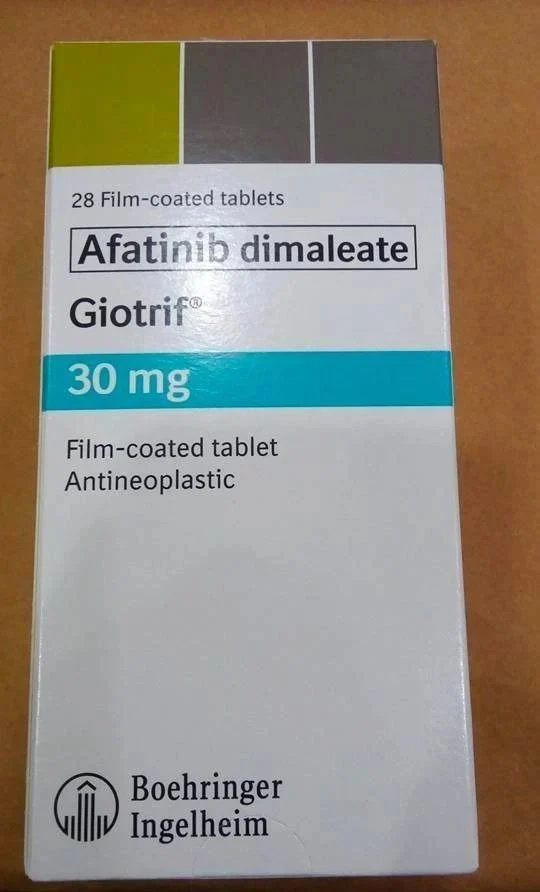 28 Film-coated tablets
Afatinib dimaleate
Giotrif®
30 mg
Film-coated tablet
Antineoplastic
Boehringer
Ingelheim